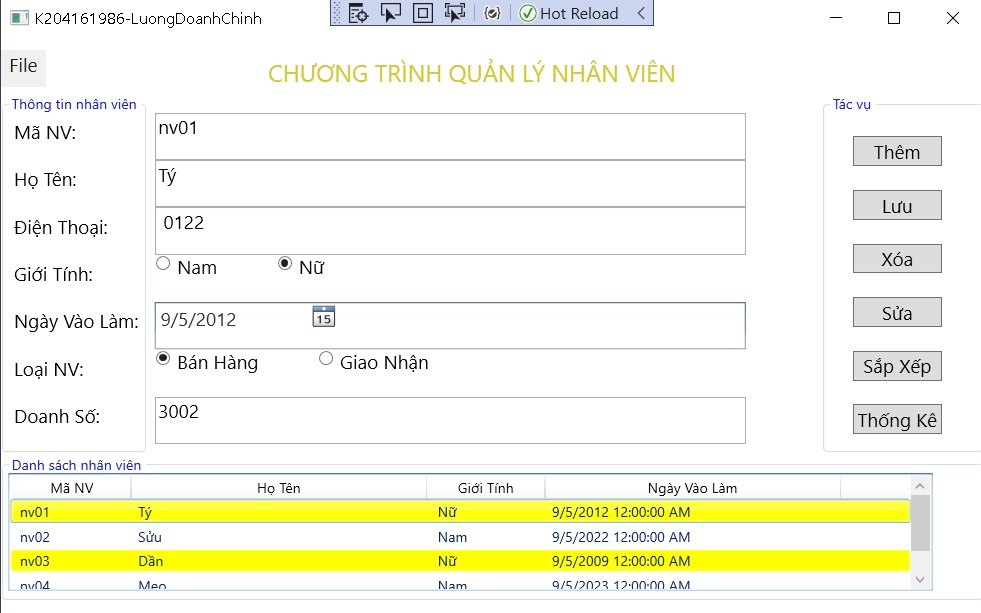 K204161986-LuongDoanhChinh
Hot Reload
File
CHƯƠNG TRÌNH QUẢN LÝ NHÂN VIÊN
Thông tin nhân viên
Mã NV: nv01
Họ Tên: Tý
Điện Thoại: 0122
Giới Tính: Nam Nữ
Ngày Vào Làm: 9/5/2012 15
Loại NV: Bán Hàng Giao Nhận
Doanh Số: 3002
Tác vụ
Thêm
Lưu
Xóa
Sửa
Sắp Xếp
Thống Kê
Danh sách nhân viên
Mã NV Họ Tên Giới Tính Ngày Vào Làm
nv01 Tý Nữ 9/5/2012 12:00:00 AM
nv02 Sửu Nam 9/5/2022 12:00:00 AM
nv03 Dần Nữ 9/5/2009 12:00:00 AM
nv04 Mẹo Nam 9/5/2023 12:00:00 AM